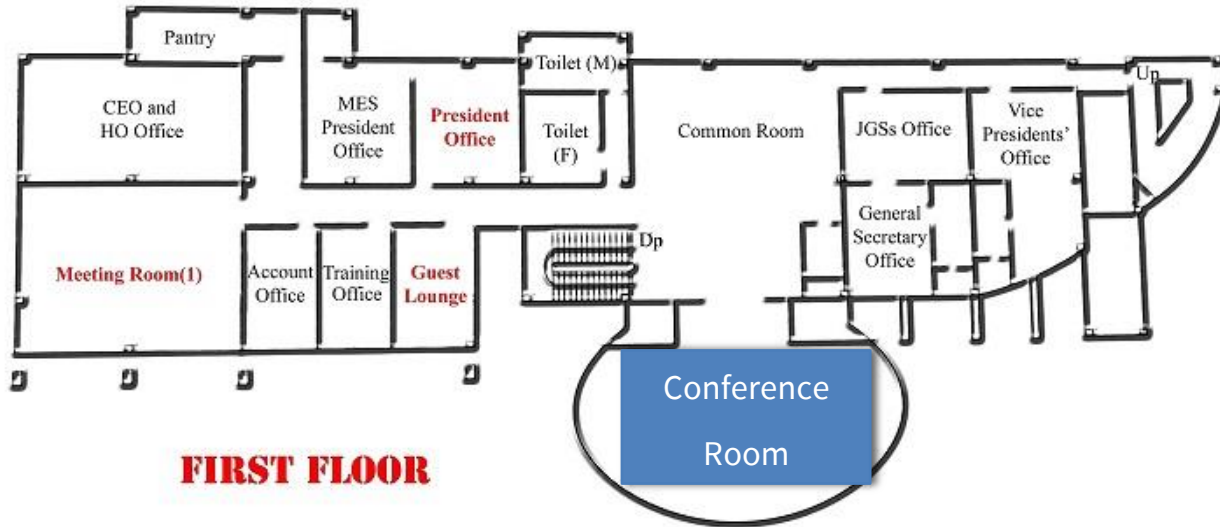 Pantry
Toilet (M)
Up
CEO and
HO Office
MES
President
Office
President
Office
Toilet
(F)
Common Room
JGSs Office
Vice
Presidents'
Office
General
Secretary
Office
Dp
Meeting Room(1)
Account
Office
Training
Office
Guest
Lounge
Conference
Room
FIRST FLOOR